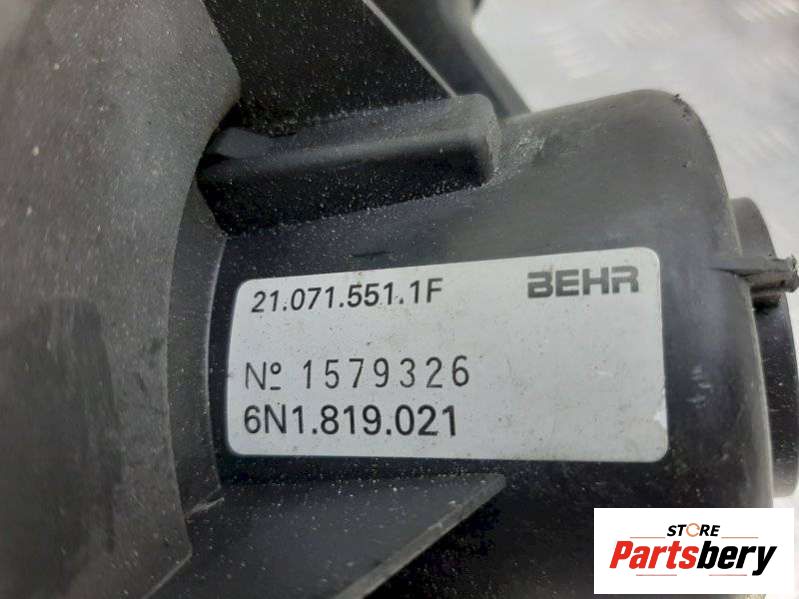 21.071.551.1F BEHR
Nº 1579326
6N1.819.021
STORE
Partsbery